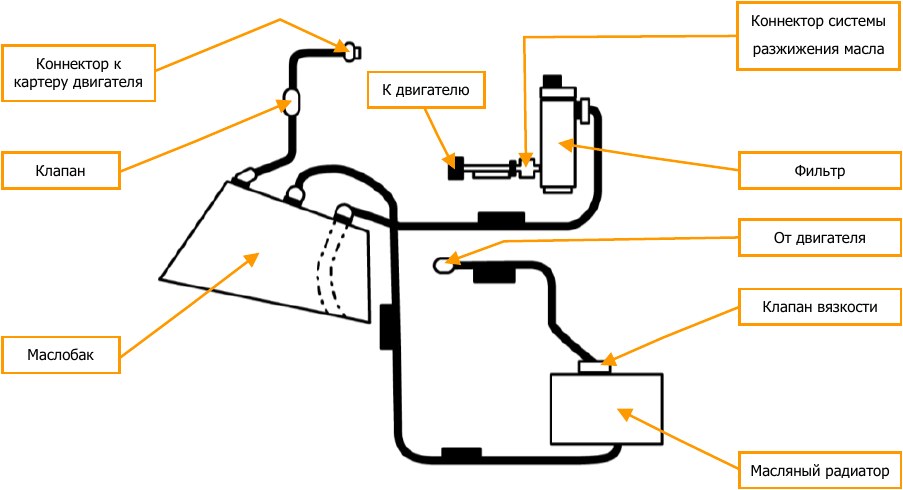 Коннектор к
картеру двигателя
Клапан
Маслобак
К двигателю
Коннектор системы
разжижения масла
Фильтр
От двигателя
Клапан вязкости
Масляный радиатор